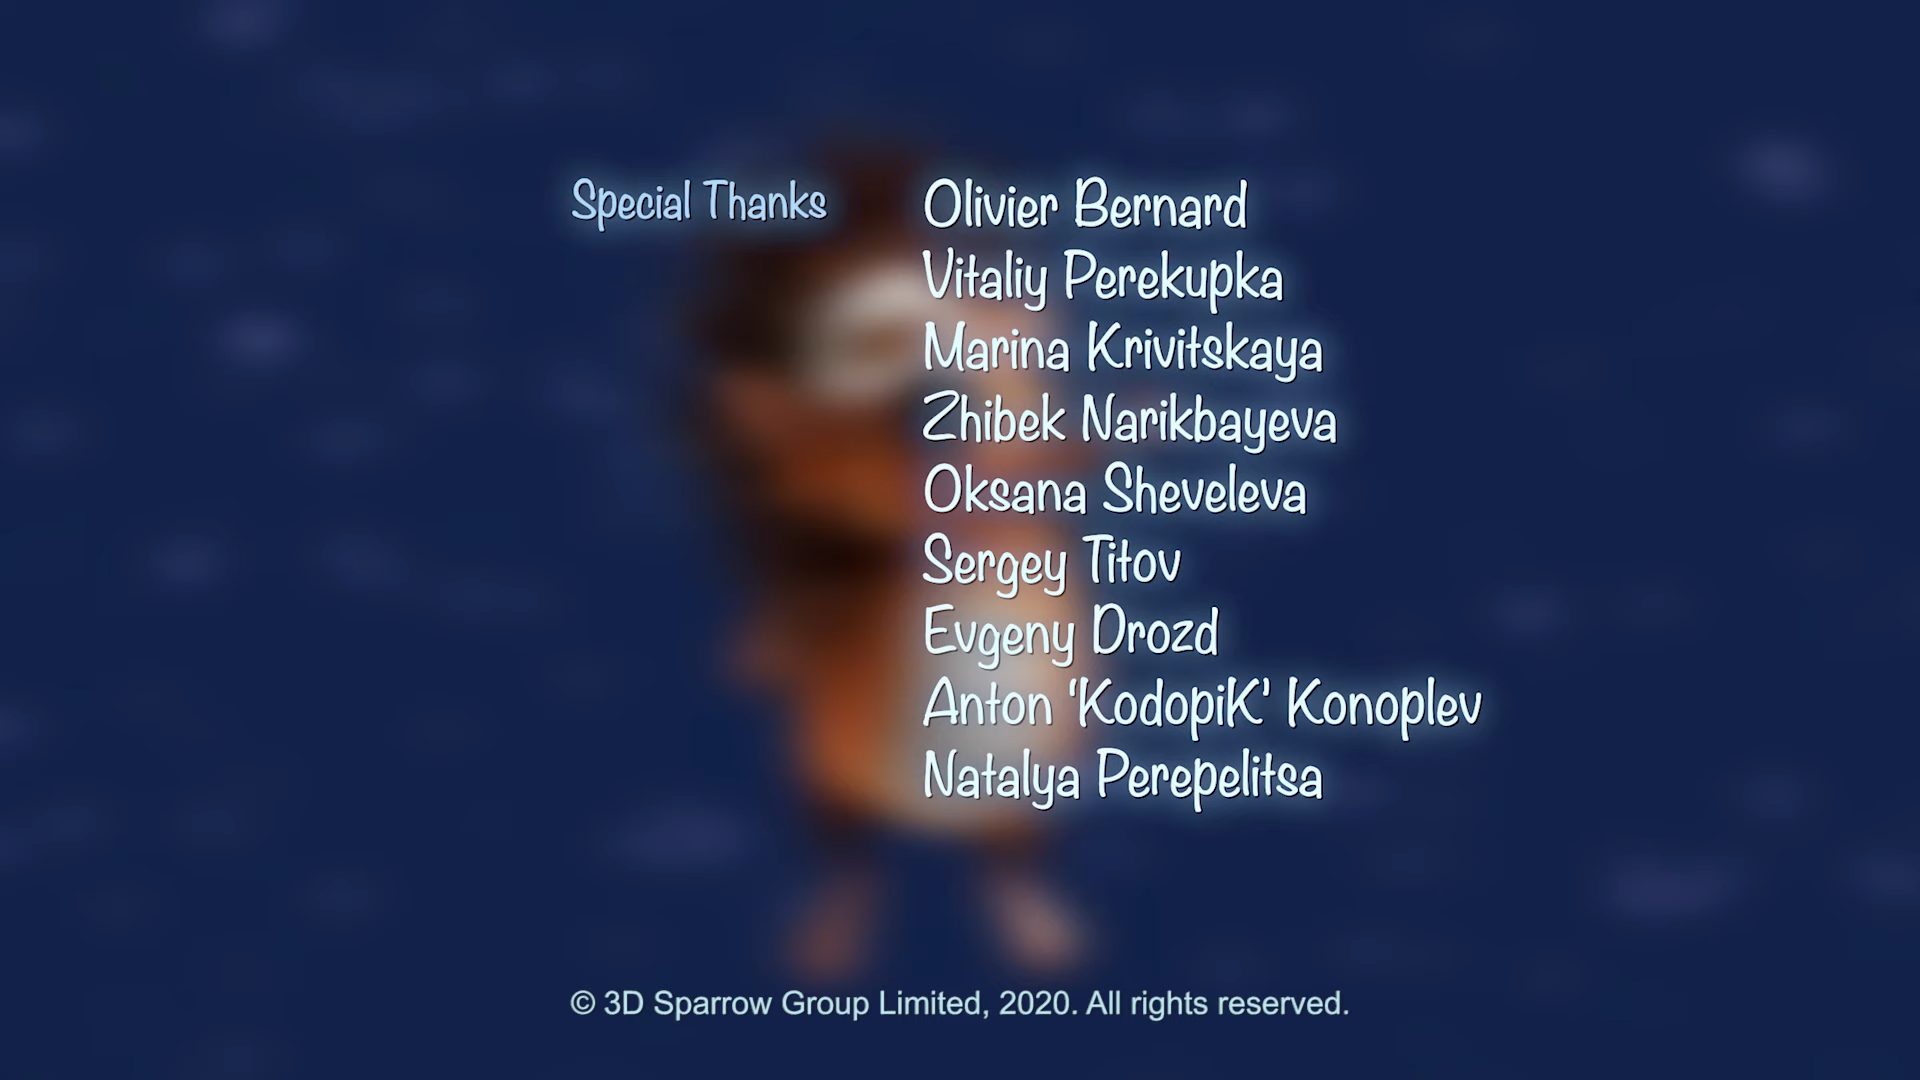 Special Thanks Olivier Bernard
Vitaliy Perekupka
Marina Krivitskaya
Zhibek Narikbayeva
Oksana Sheveleva
Sergey Titov
Evgeny Drozd
Anton ‘KodopiK’ Konoplev
Natalya Perepelitsa
© 3D Sparrow Group Limited, 2020. All rights reserved.